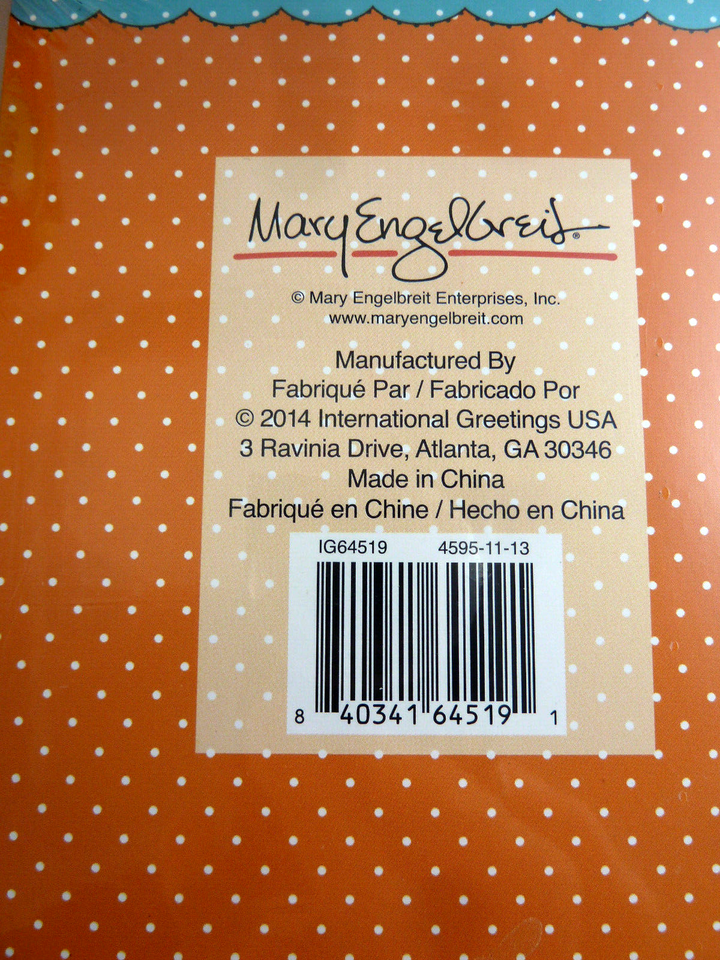 Mary Engelbreit®
© Mary Engelbreit Enterprises, Inc.
www.maryengelbreit.com
Manufactured By
Fabriqué Par / Fabricado Por
© 2014 International Greetings USA
3 Ravinia Drive, Atlanta, GA 30346
Made in China
Fabriqué en Chine / Hecho en China
IG64519 4595-11-13
8 40341 64519 1